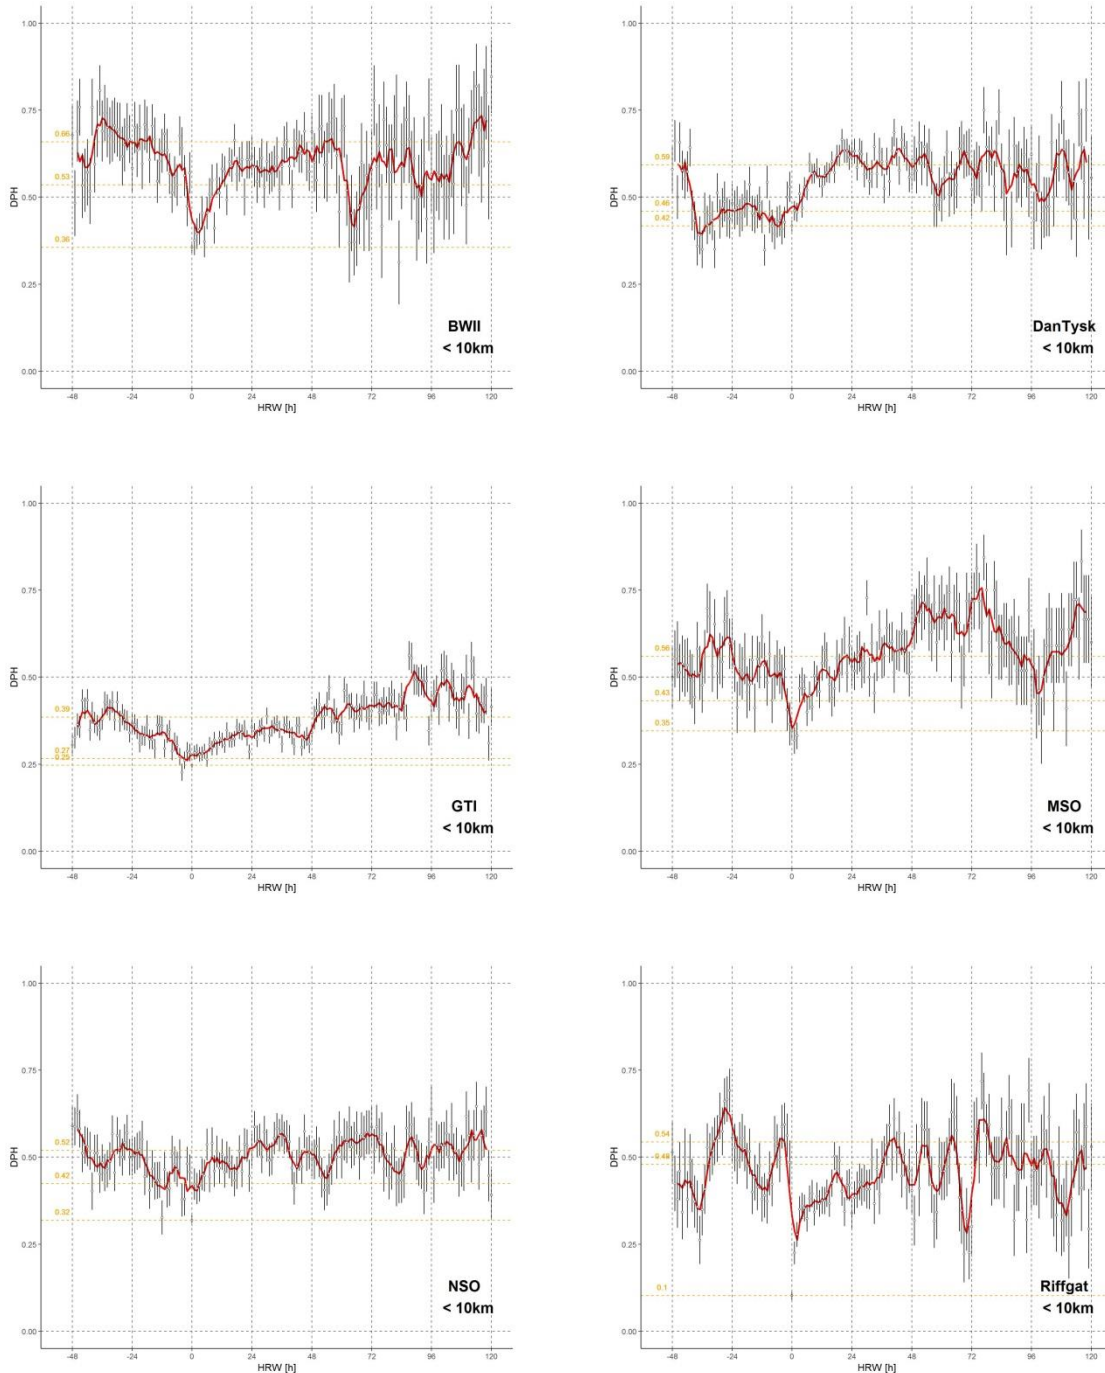 1.00
0.75
0.66
0.53
0.50
0.36
0.25
0.00
DPH
BWII
< 10km
-48 -24 0 24 48 72 96 120
HRW [h]
1.00
0.75
0.59
0.50
0.46
0.42
0.25
0.00
DPH
DanTysk
< 10km
-48 -24 0 24 48 72 96 120
HRW [h]
1.00
0.75
0.50
0.39
0.27
0.25
0.25
0.00
DPH
GTI
< 10km
-48 -24 0 24 48 72 96 120
HRW [h]
1.00
0.75
0.56
0.50
0.43
0.35
0.25
0.00
DPH
MSO
< 10km
-48 -24 0 24 48 72 96 120
HRW [h]
1.00
0.75
0.52
0.50
0.42
0.32
0.25
0.00
DPH
NSO
< 10km
-48 -24 0 24 48 72 96 120
HRW [h]
1.00
0.75
0.54
0.50
0.48
0.25
0.1
0.00
DPH
Riffgat
< 10km
-48 -24 0 24 48 72 96 120
HRW [h]